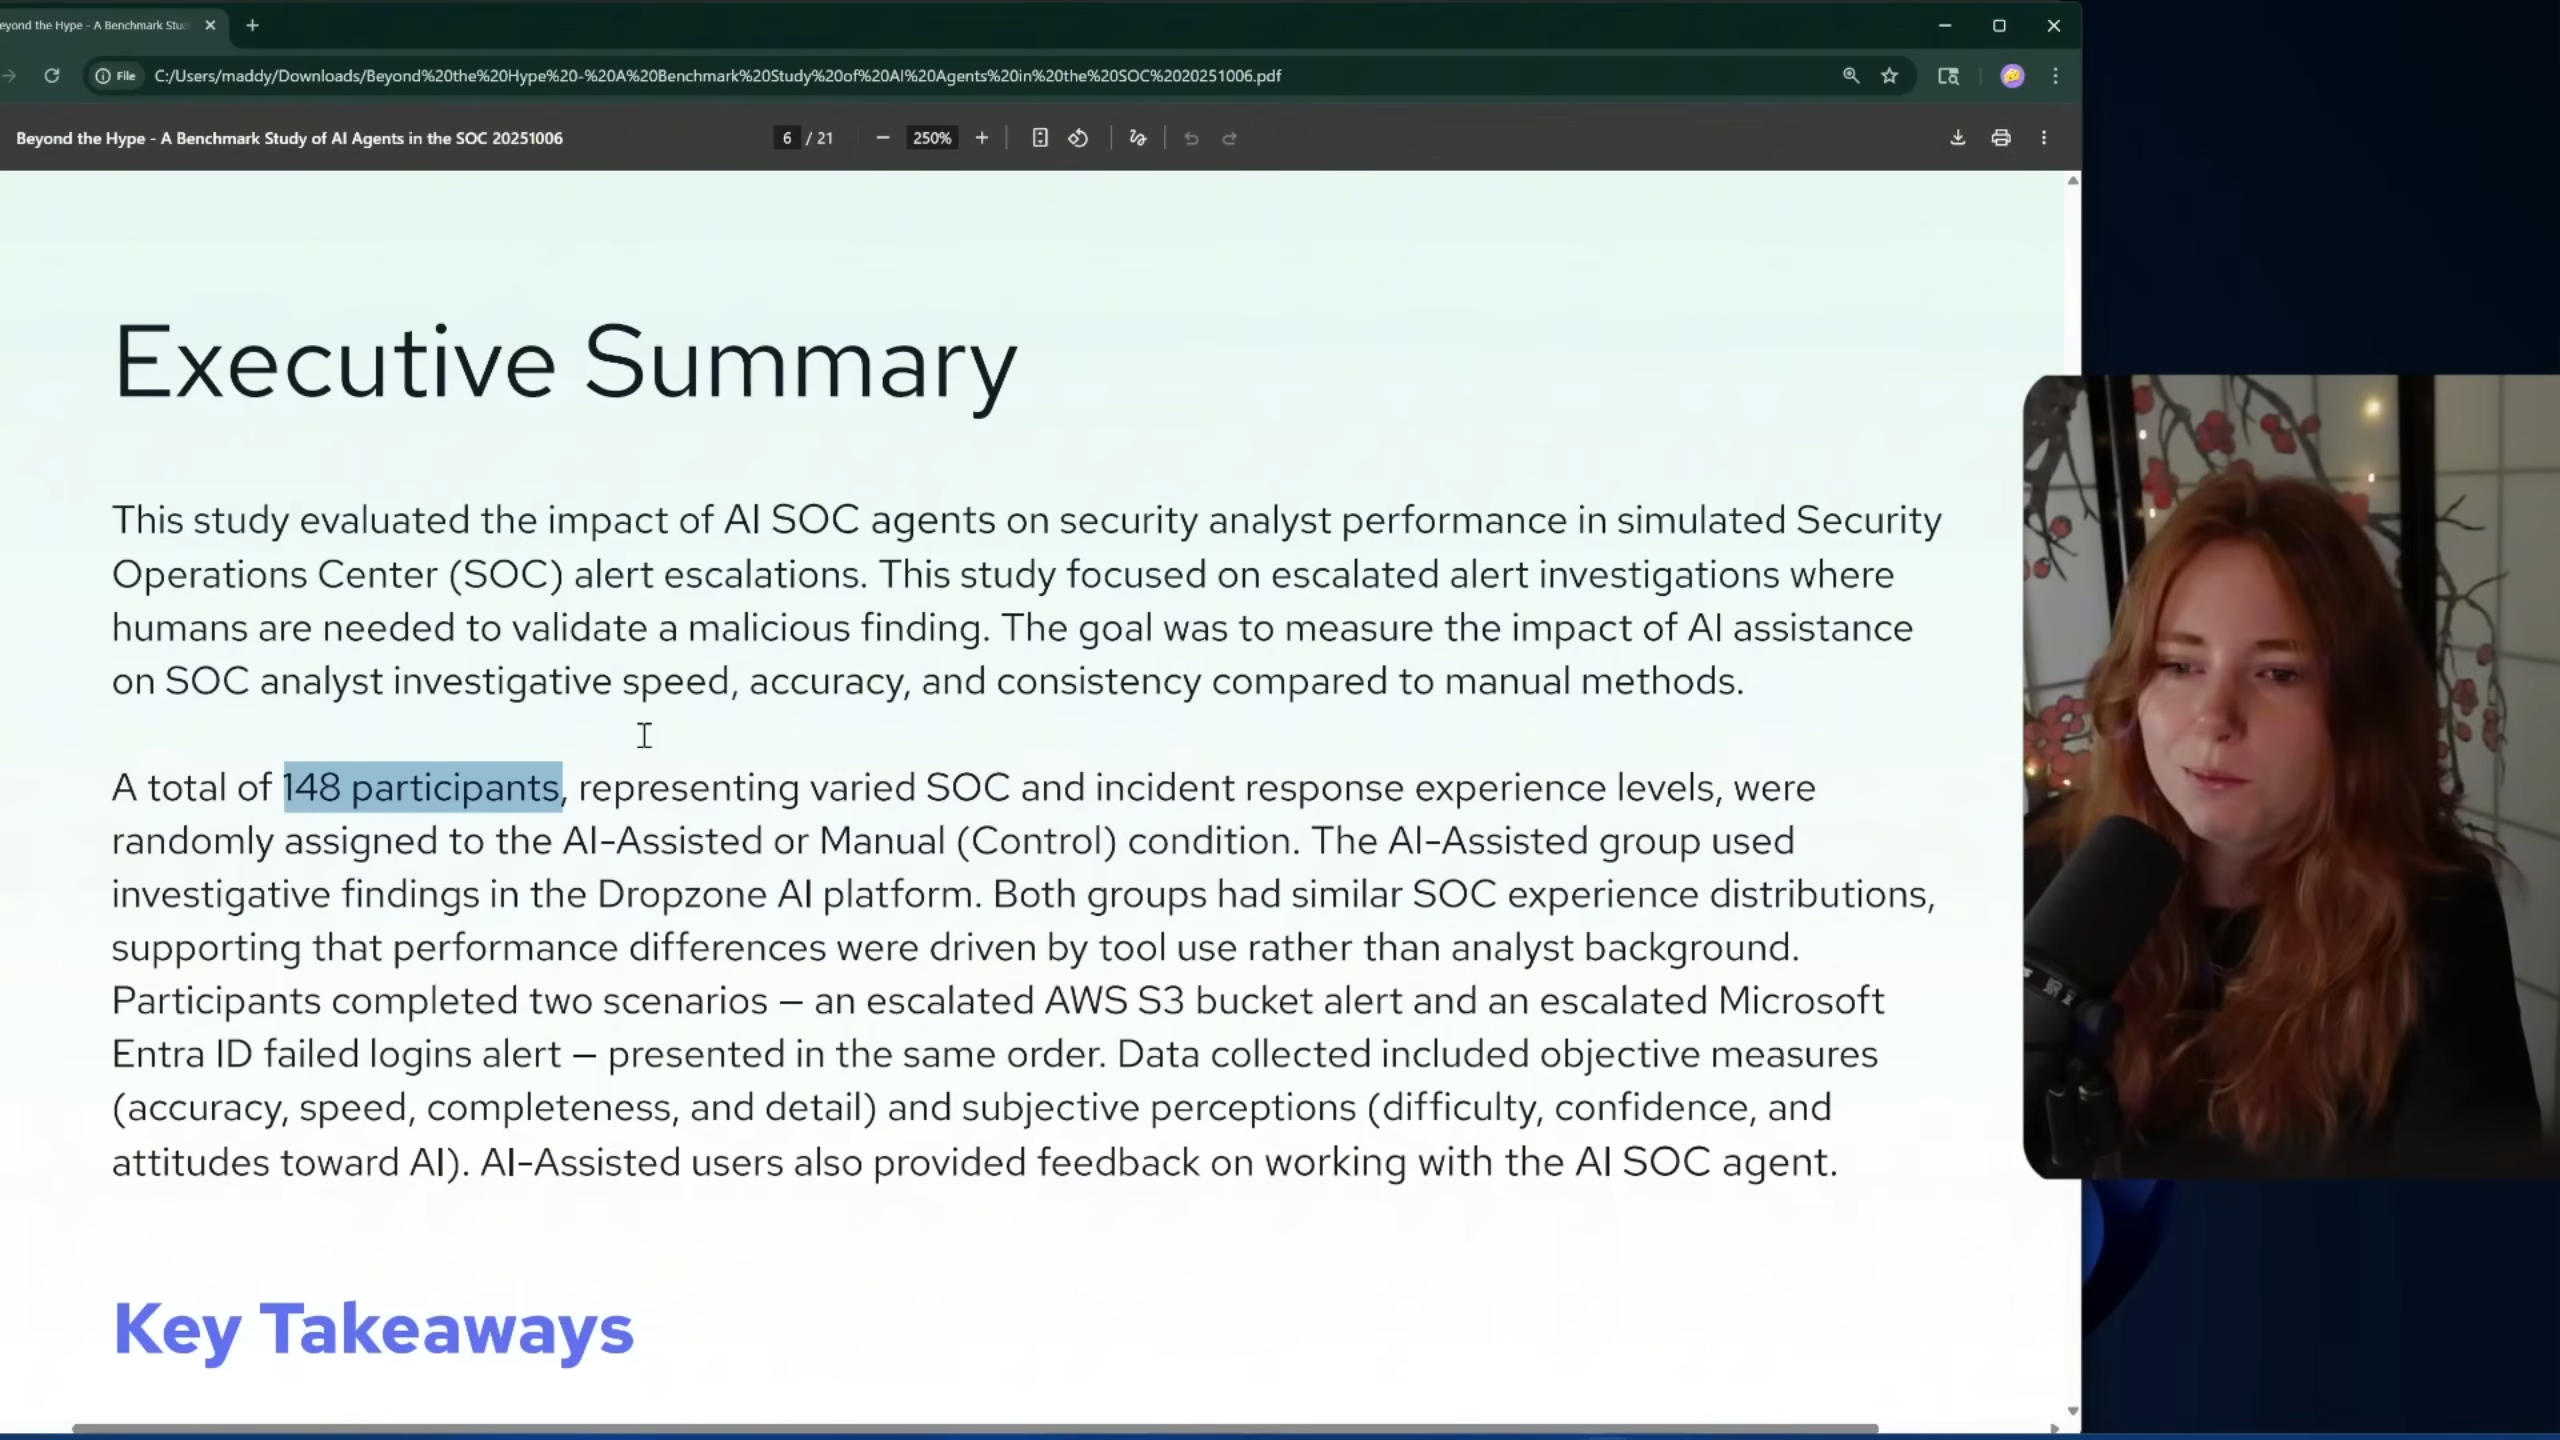 eyond the Hype - A Benchmark Stud
File
C:/Users/maddy/Downloads/Beyond%20the%20Hype%20-%20A%20Benchmark%20Study%20of%20AI%20Agents%20in%20the%20SOC%2020251006.pdf
Beyond the Hype - A Benchmark Study of AI Agents in the SOC 20251006
6 / 21
250%
Executive Summary
This study evaluated the impact of AI SOC agents on security analyst performance in simulated Security
Operations Center (SOC) alert escalations. This study focused on escalated alert investigations where
humans are needed to validate a malicious finding. The goal was to measure the impact of AI assistance
on SOC analyst investigative speed, accuracy, and consistency compared to manual methods.
A total of 148 participants, representing varied SOC and incident response experience levels, were
randomly assigned to the AI-Assisted or Manual (Control) condition. The AI-Assisted group used
investigative findings in the Dropzone AI platform. Both groups had similar SOC experience distributions,
supporting that performance differences were driven by tool use rather than analyst background.
Participants completed two scenarios — an escalated AWS S3 bucket alert and an escalated Microsoft
Entra ID failed logins alert — presented in the same order. Data collected included objective measures
(accuracy, speed, completeness, and detail) and subjective perceptions (difficulty, confidence, and
attitudes toward AI). AI-Assisted users also provided feedback on working with the AI SOC agent.
Key Takeaways